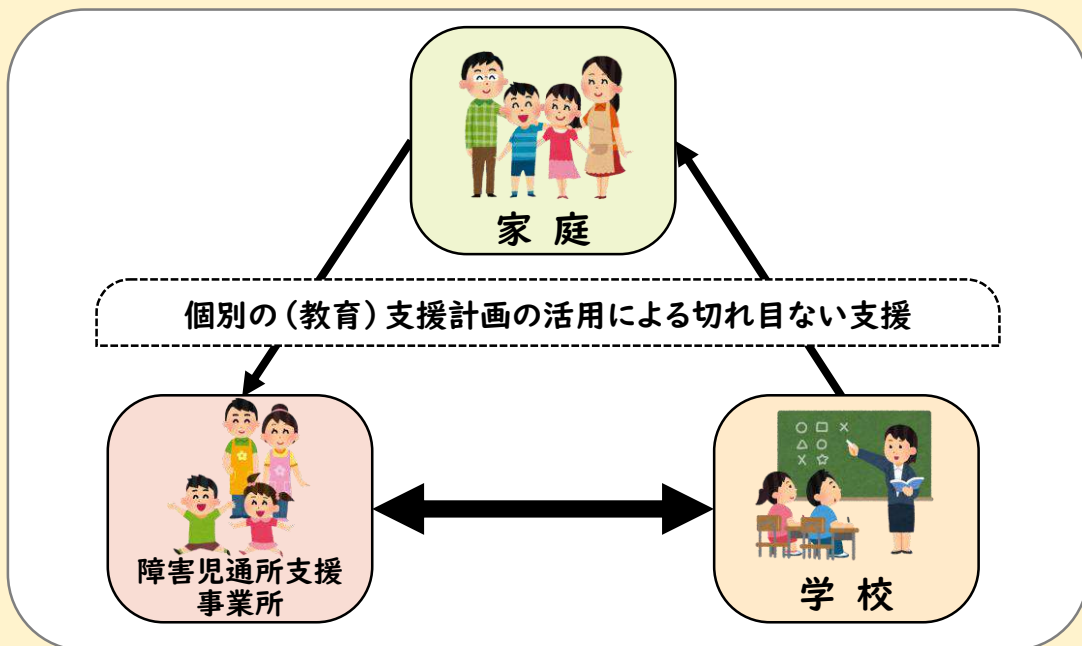 家 庭
個別の（教育）支援計画の活用による切れ目ない支援
障害児通所支援
事業所
○ □ ×
△ ○
× ☆
学 校